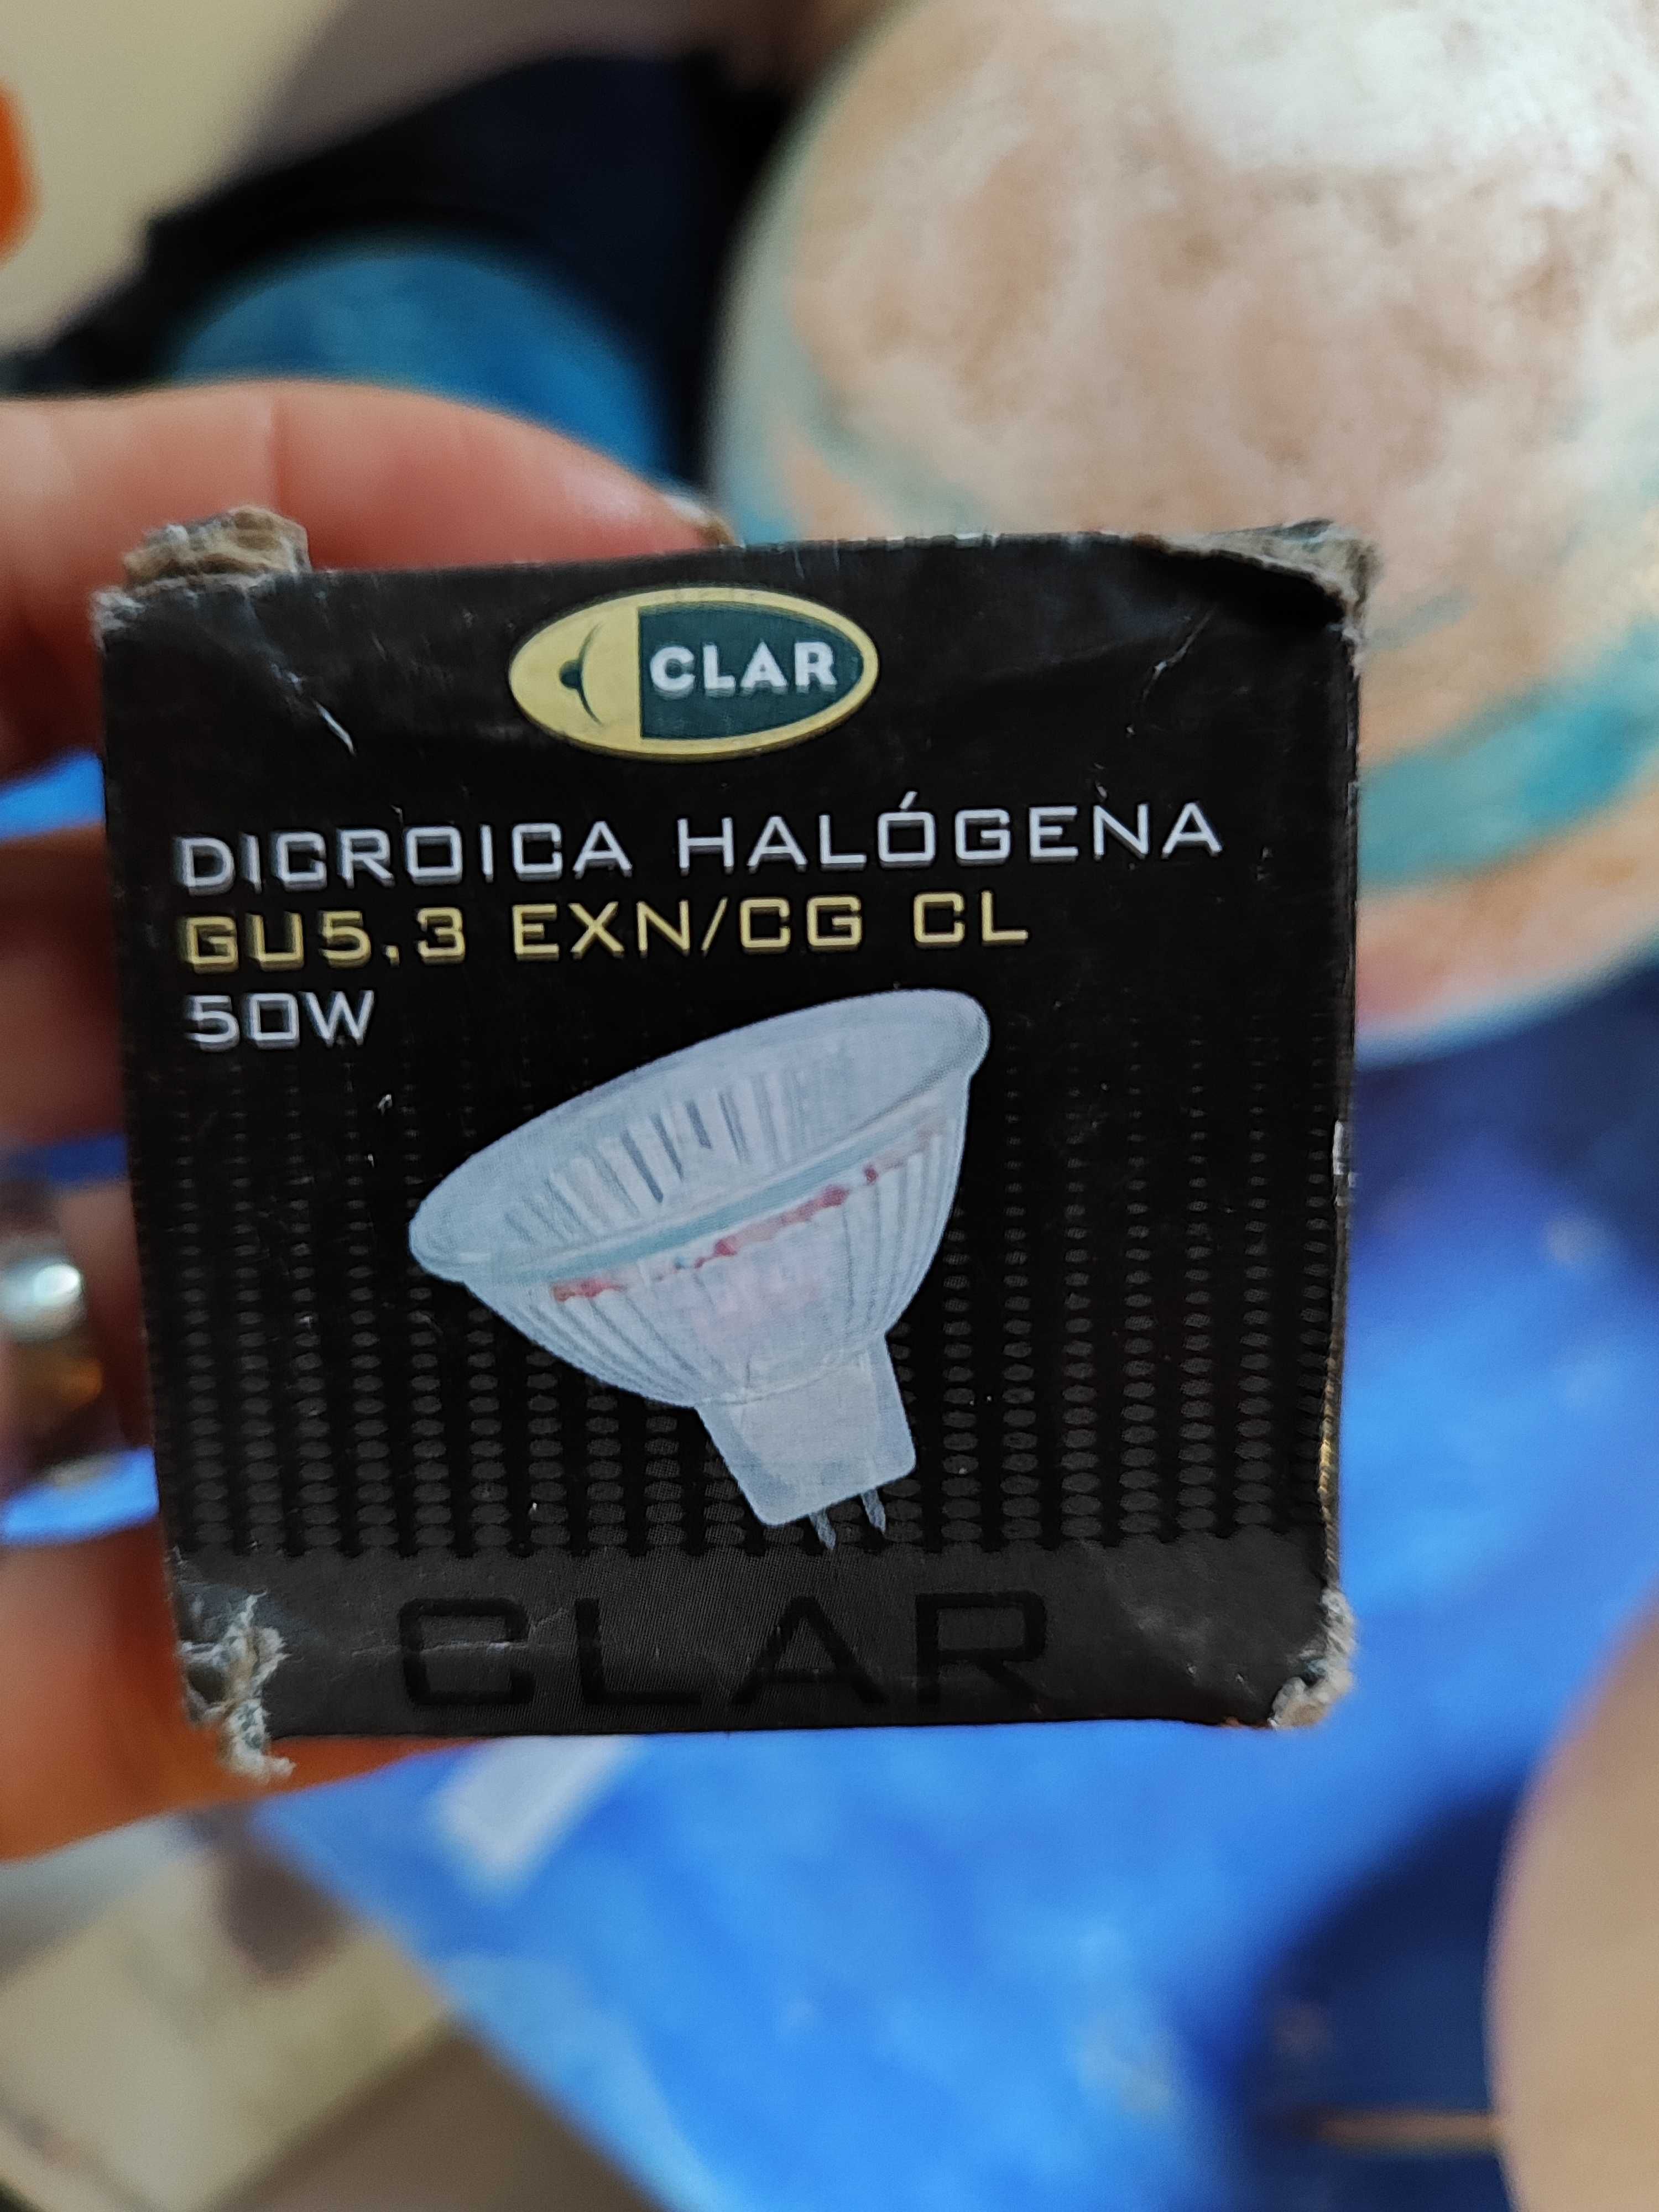 CLAR
DICROICA HALÓGENA
GU5.3 EXN/CG CL
50W
CLAR